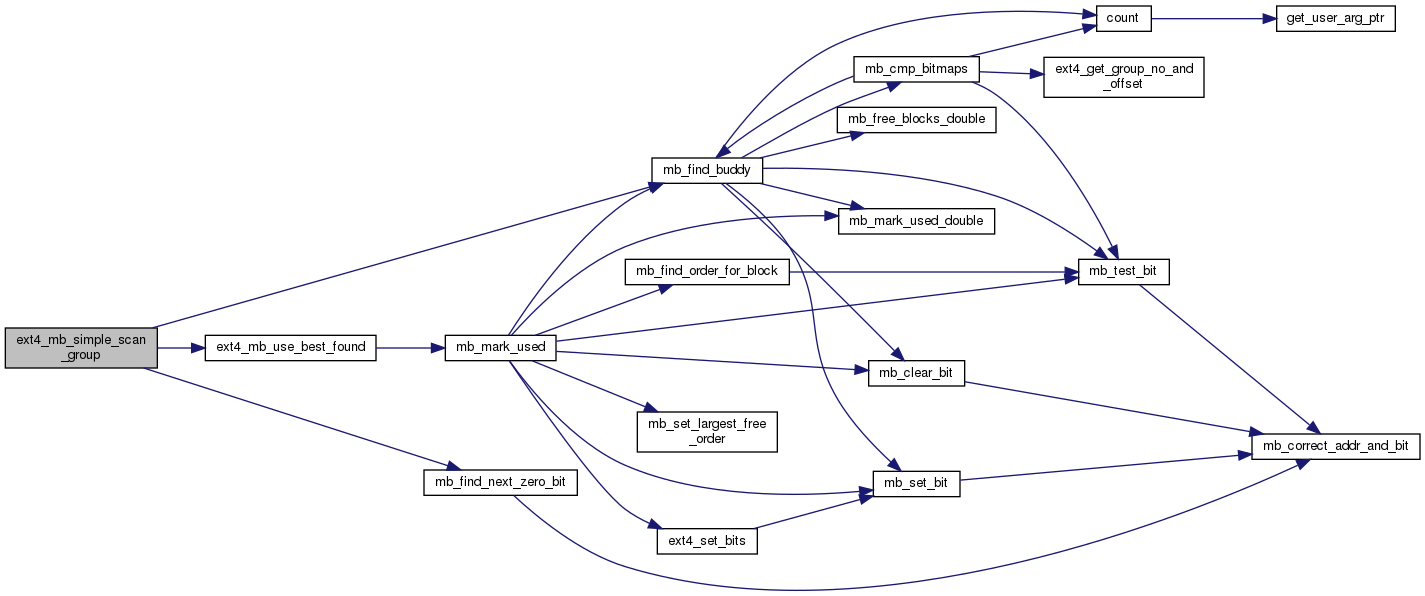 count
get_user_arg_ptr
mb_cmp_bitmaps
ext4_get_group_no_and
_offset
mb_free_blocks_double
mb_find_buddy
mb_mark_used_double
mb_find_order_for_block
mb_test_bit
ext4_mb_simple_scan
_group
ext4_mb_use_best_found
mb_mark_used
mb_clear_bit
mb_set_largest_free
_order
mb_correct_addr_and_bit
mb_find_next_zero_bit
mb_set_bit
ext4_set_bits